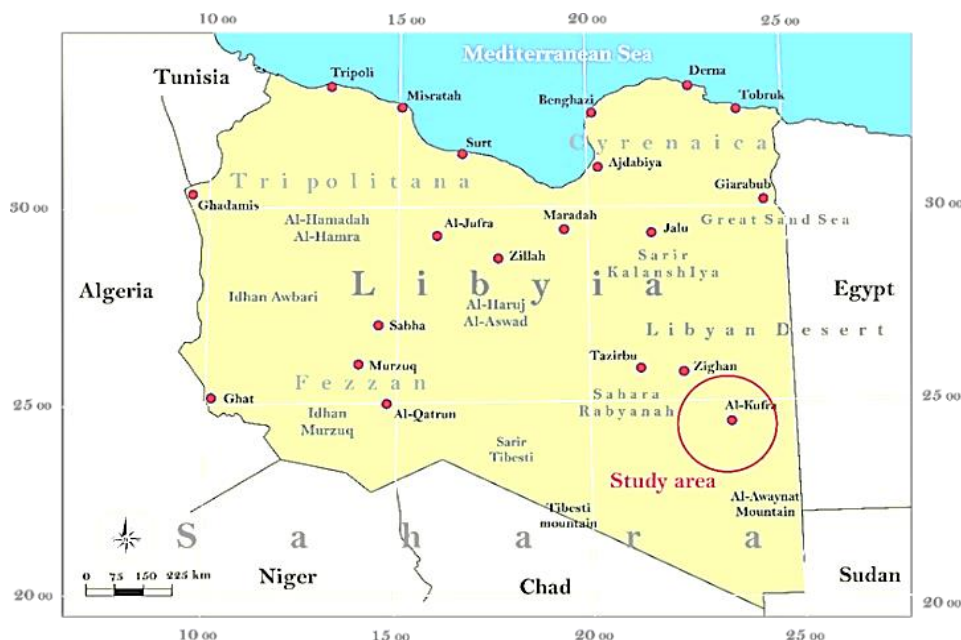 10 00
15 00
20 00
25 00
Mediterranean Sea
Tunisia
Tripoli
Derna
Misratah
Benghazi
Tobruk
Surt
Cyrenaica
Ajdabiya
Tripolitana
Giarabub
30 00
Ghadamis
30 00
Al-Hamadah
Al-Hamra
Al-Jufra
Maradah
Jalu
Great Sand Sea
Zillah
Sarir
KalanshIya
Algeria
Idhan Awbari
Libyia
Al-Haruj
Al-Aswad
Egypt
Sabha
Libyan Desert
Murzuq
Tazirbu
Zighan
Fezzan
25 00
Ghat
Idhan
Murzuq
Al-Qatrun
Sahara
Rabyanah
Al-Kufra
25 00
Sarir
Tibesti
Study area
Al-Awaynat
Mountain
Tibesti
mountain
Sahara
0 75 150 225 km
Niger
Chad
Sudan
20 00
20 00
10 00
15 00
20 00
25 00